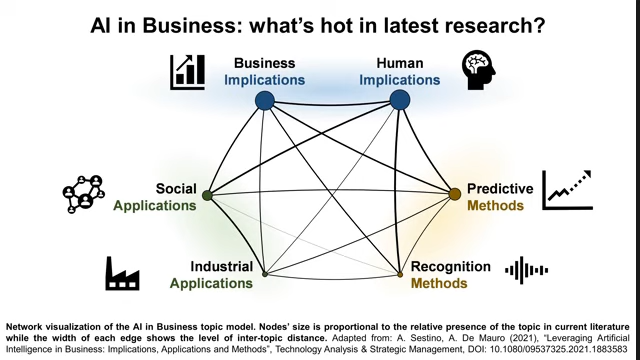 AI in Business: what's hot in latest research?
Business
Implications
Human
Implications
Social
Applications
Predictive
Methods
Industrial
Applications
Recognition
Methods
Network visualization of the AI in Business topic model. Nodes' size is proportional to the relative presence of the topic in current literature
while the width of each edge shows the level of inter-topic distance. Adapted from: A. Sestino, A. De Mauro (2021), "Leveraging Artificial
Intelligence in Business: Implications, Applications and Methods", Technology Analysis & Strategic Management, DOI: 10.1080/09537325.2021.1883583